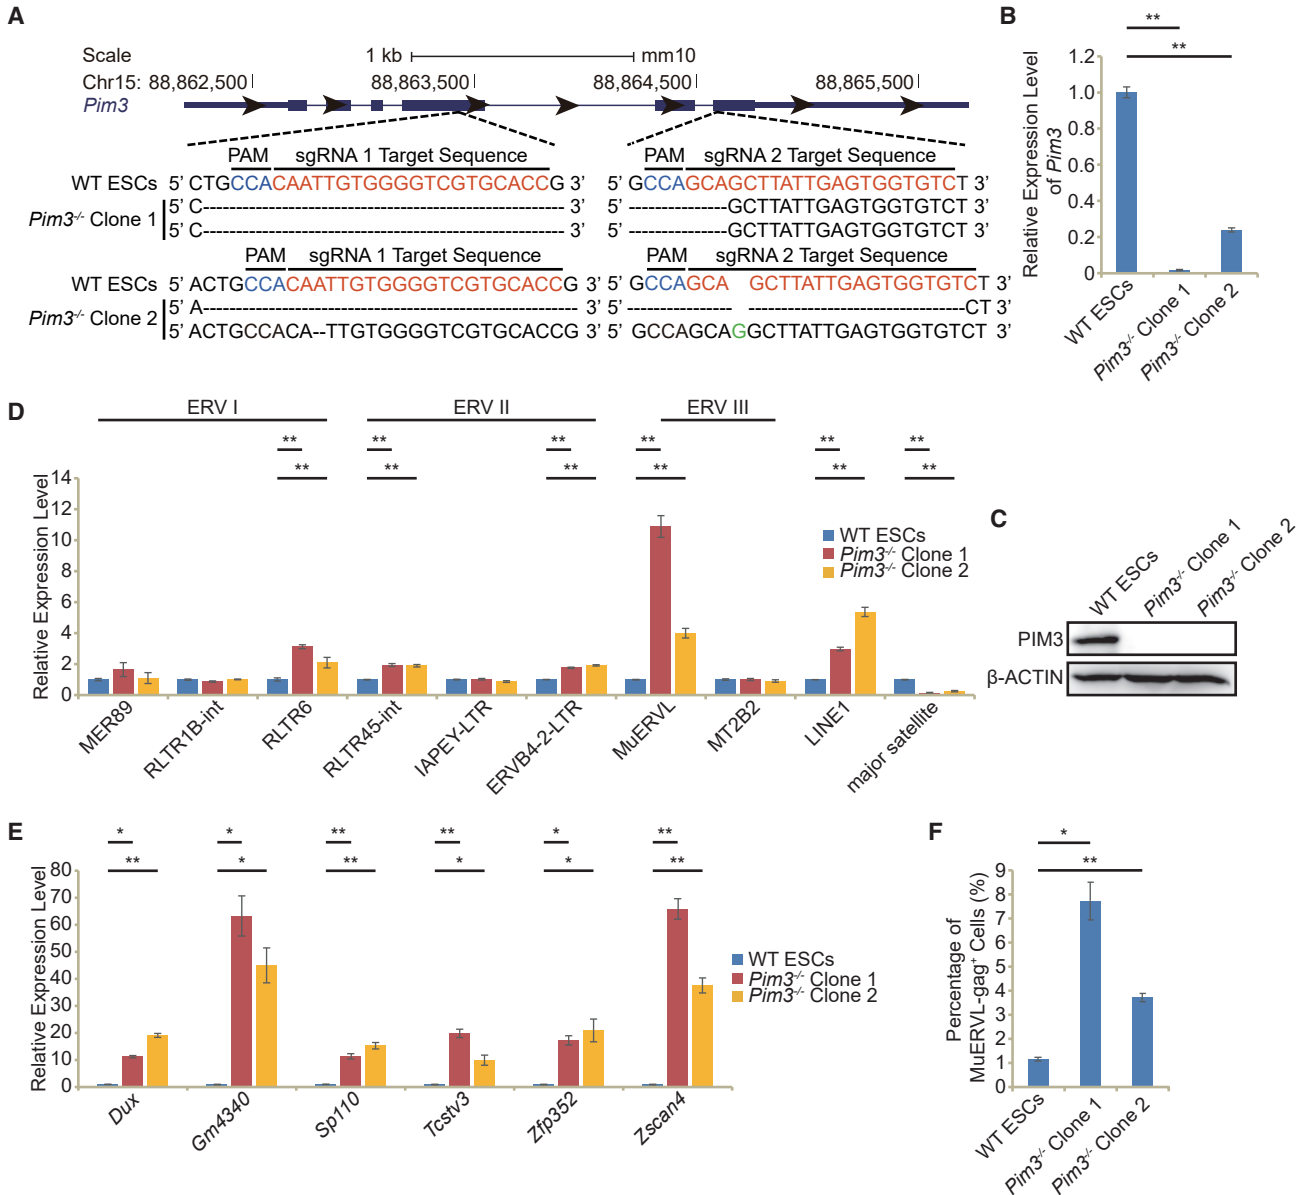 A
Scale 1 kb mm10
Chr15: 88,862,500 88,863,500 88,864,500 88,865,500
Pim3
PAM sgRNA 1 Target Sequence PAM sgRNA 2 Target Sequence
WT ESCs 5’ CTGCCACAATTGTGGGGTCGTGCACCG 3’ 5’ GCCAGCAGCTTATTGAGTGGTGTCT 3’
Pim3-/- Clone 1
5’ C--------------------------------------------------- 3’ 5’ --------------GCTTATTGAGTGGTGTCT 3’
5’ C--------------------------------------------------- 3’ 5’ --------------GCTTATTGAGTGGTGTCT 3’
PAM sgRNA 1 Target Sequence PAM sgRNA 2 Target Sequence
WT ESCs 5’ ACTGCCACAATTGTGGGGTCGTGCACCG 3’ 5’ GCCAGCA GCTTATTGAGTGGTGTCT 3’
Pim3-/- Clone 2
5’ A---------------------------------------------------- 3’ 5’ --------------- -------------------------------CT 3’
5’ ACTGCCACA--TTGTGGGGTCGTGCACCG 3’ 5’ GCCAGCAGGCTTATTGAGTGGTGTCT 3’
B
**
**
Relative Expression Level
of Pim3
1.2
1.0
0.8
0.6
0.4
0.2
0
WT ESCs
Pim3-/- Clone 1
Pim3-/- Clone 2
D
ERV I ERV II ERV III
** ** ** ** ** **
** ** ** ** ** **
Relative Expression Level
14
12
10
8
6
4
2
0
WT ESCs
Pim3-/- Clone 1
Pim3-/- Clone 2
MER89
RLTR1B-int
RLTR6
RLTR45-int
IAPEY-LTR
ERVB4-2-LTR
MuERVL
MT2B2
LINE1
major satellite
C
WT ESCs
Pim3-/- Clone 1
Pim3-/- Clone 2
PIM3
β-ACTIN
E
* * ** ** * **
** * ** * * **
Relative Expression Level
80
70
60
50
40
30
20
10
0
WT ESCs
Pim3-/- Clone 1
Pim3-/- Clone 2
Dux
Gm4340
Sp110
Tcstv3
Zfp352
Zscan4
F
*
**
Percentage of
MuERVL-gag+ Cells (%)
9
8
7
6
5
4
3
2
1
0
WT ESCs
Pim3-/- Clone 1
Pim3-/- Clone 2